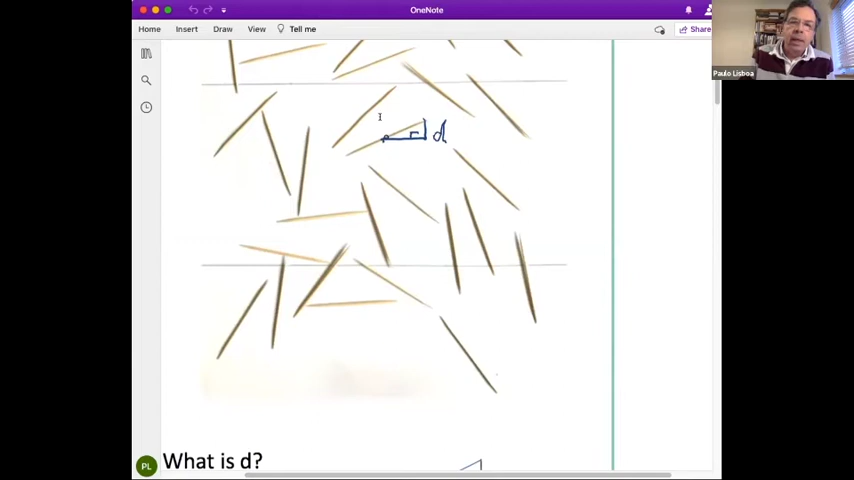 OneNote
Home Insert Draw View Tell me Share
Paulo Lisboa
d
PL What is d?